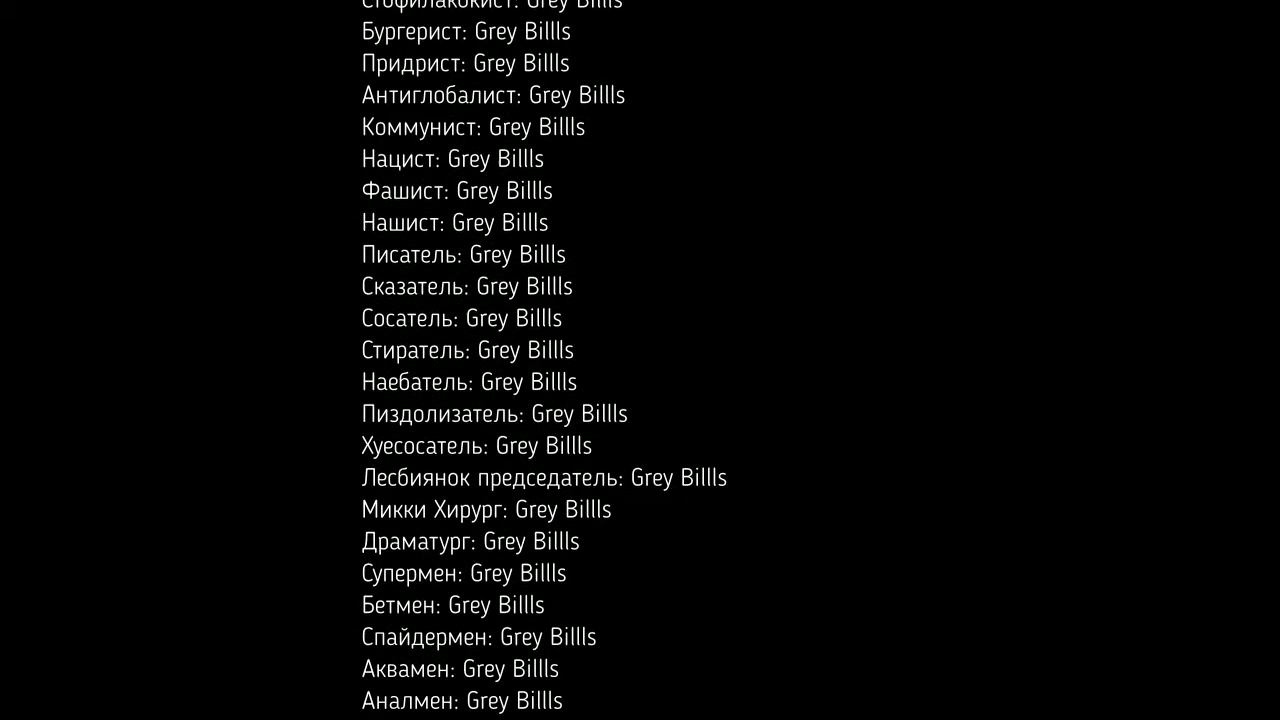 Стофилакокист: Grey Billls
Бургерист: Grey Billls
Придрист: Grey Billls
Антиглобалист: Grey Billls
Коммунист: Grey Billls
Нацист: Grey Billls
Фашист: Grey Billls
Нашист: Grey Billls
Писатель: Grey Billls
Сказатель: Grey Billls
Сосатель: Grey Billls
Стиратель: Grey Billls
Наебатель: Grey Billls
Пиздолизатель: Grey Billls
Хуесосатель: Grey Billls
Лесбиянок председатель: Grey Billls
Микки Хирург: Grey Billls
Драматург: Grey Billls
Супермен: Grey Billls
Бетмен: Grey Billls
Спайдермен: Grey Billls
Аквамен: Grey Billls
Аналмен: Grey Billls